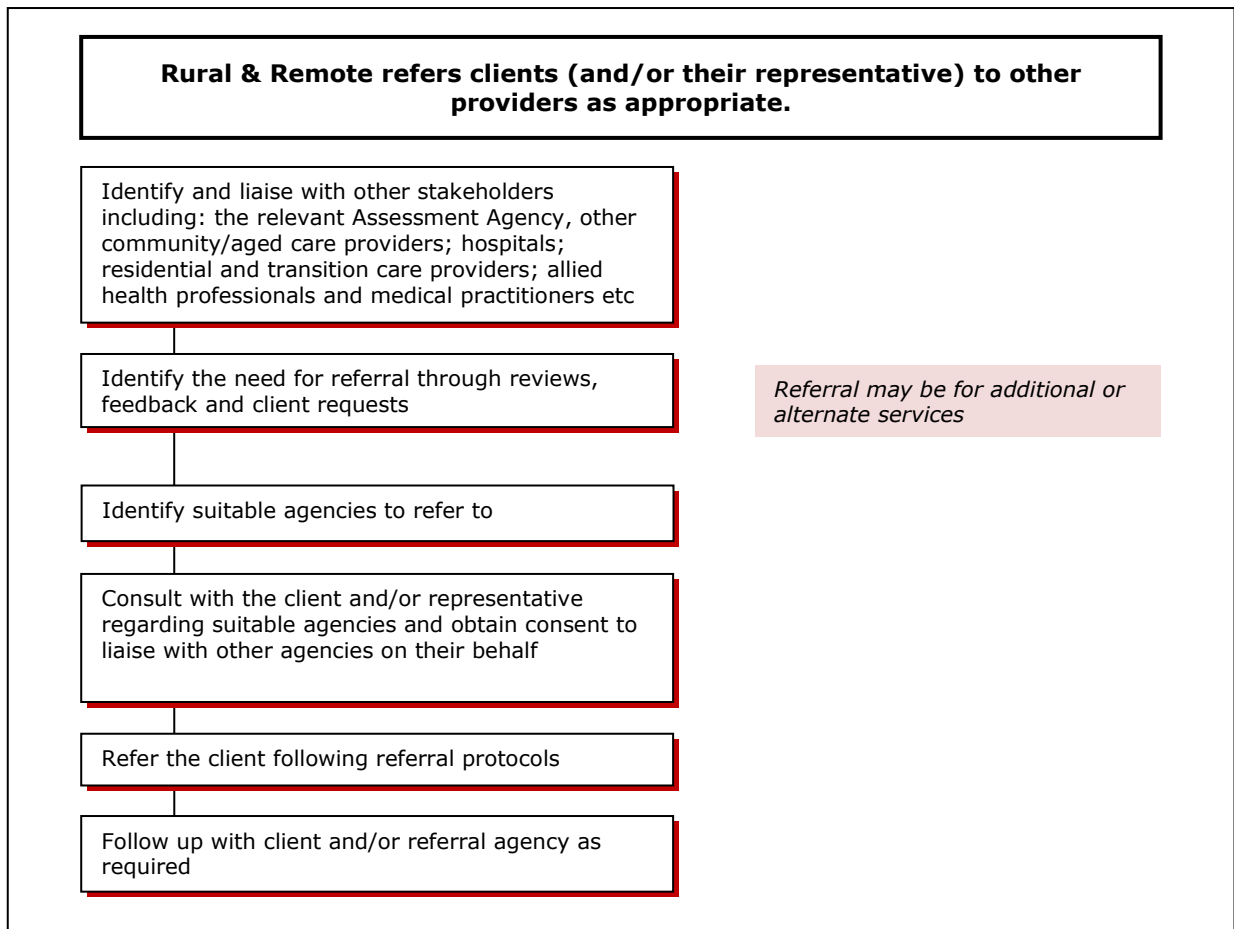 Rural & Remote refers clients (and/or their representative) to other
providers as appropriate.
Identify and liaise with other stakeholders
including: the relevant Assessment Agency, other
community/aged care providers; hospitals;
residential and transition care providers; allied
health professionals and medical practitioners etc
Identify the need for referral through reviews,
feedback and client requests
Referral may be for additional or
alternate services
Identify suitable agencies to refer to
Consult with the client and/or representative
regarding suitable agencies and obtain consent to
liaise with other agencies on their behalf
Refer the client following referral protocols
Follow up with client and/or referral agency as
required